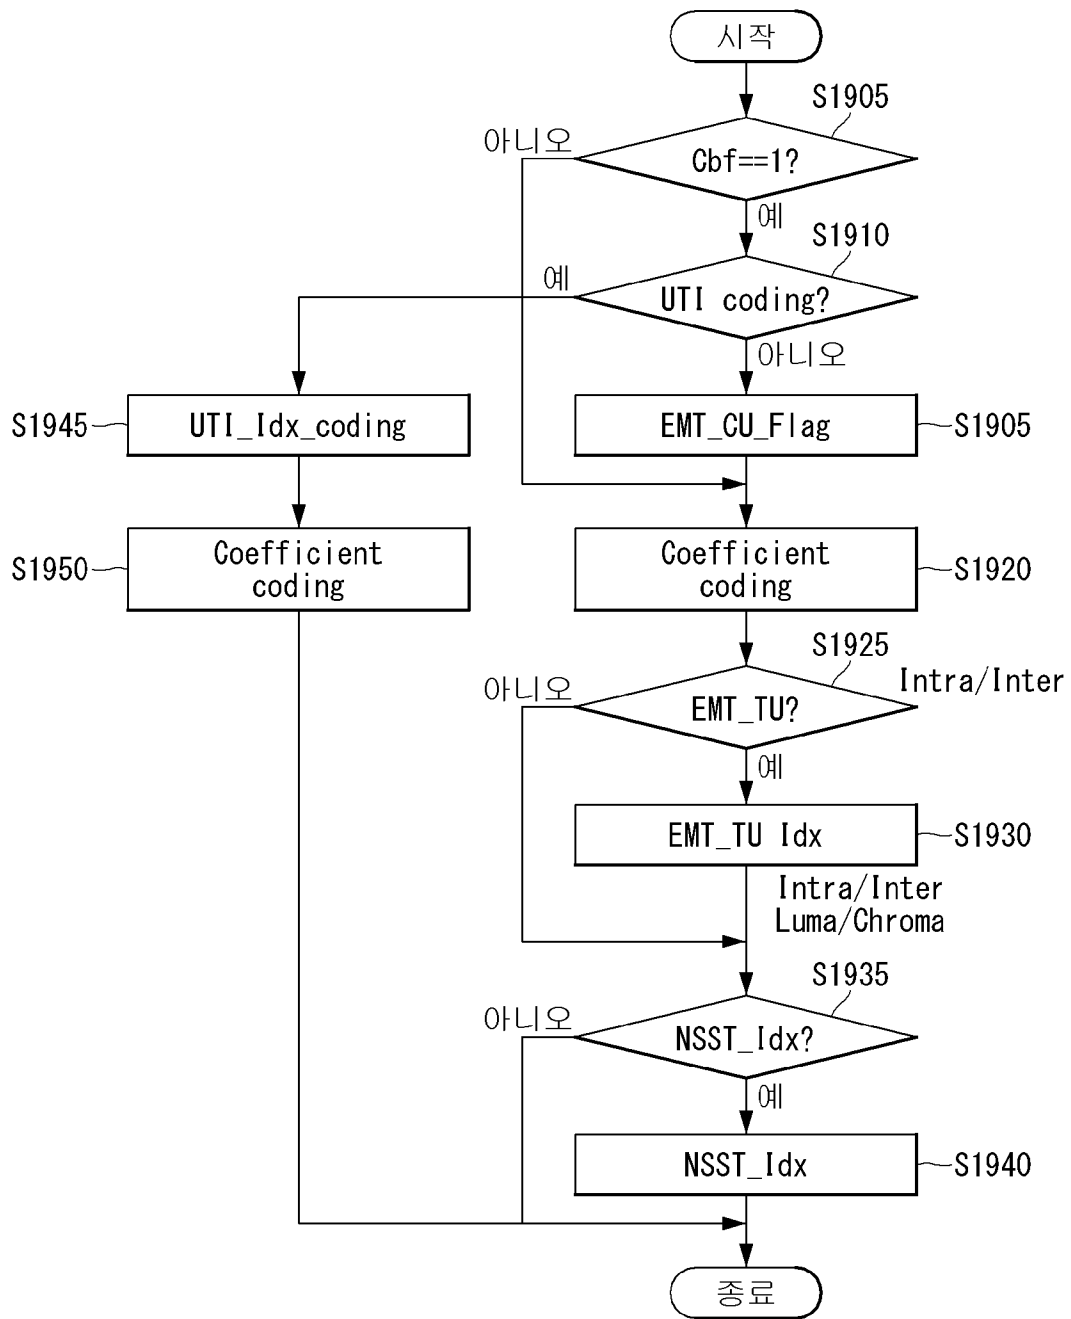 시작
S1905
아니오
Cbf==1?
예
S1910
예
UTI coding?
아니오
S1945
UTI_Idx_coding
EMT_CU_Flag
S1905
S1950
Coefficient
coding
Coefficient
coding
S1920
S1925
아니오
Intra/Inter
EMT_TU?
예
EMT_TU Idx
S1930
Intra/Inter
Luma/Chroma
S1935
아니오
NSST_Idx?
예
NSST_Idx
S1940
종료